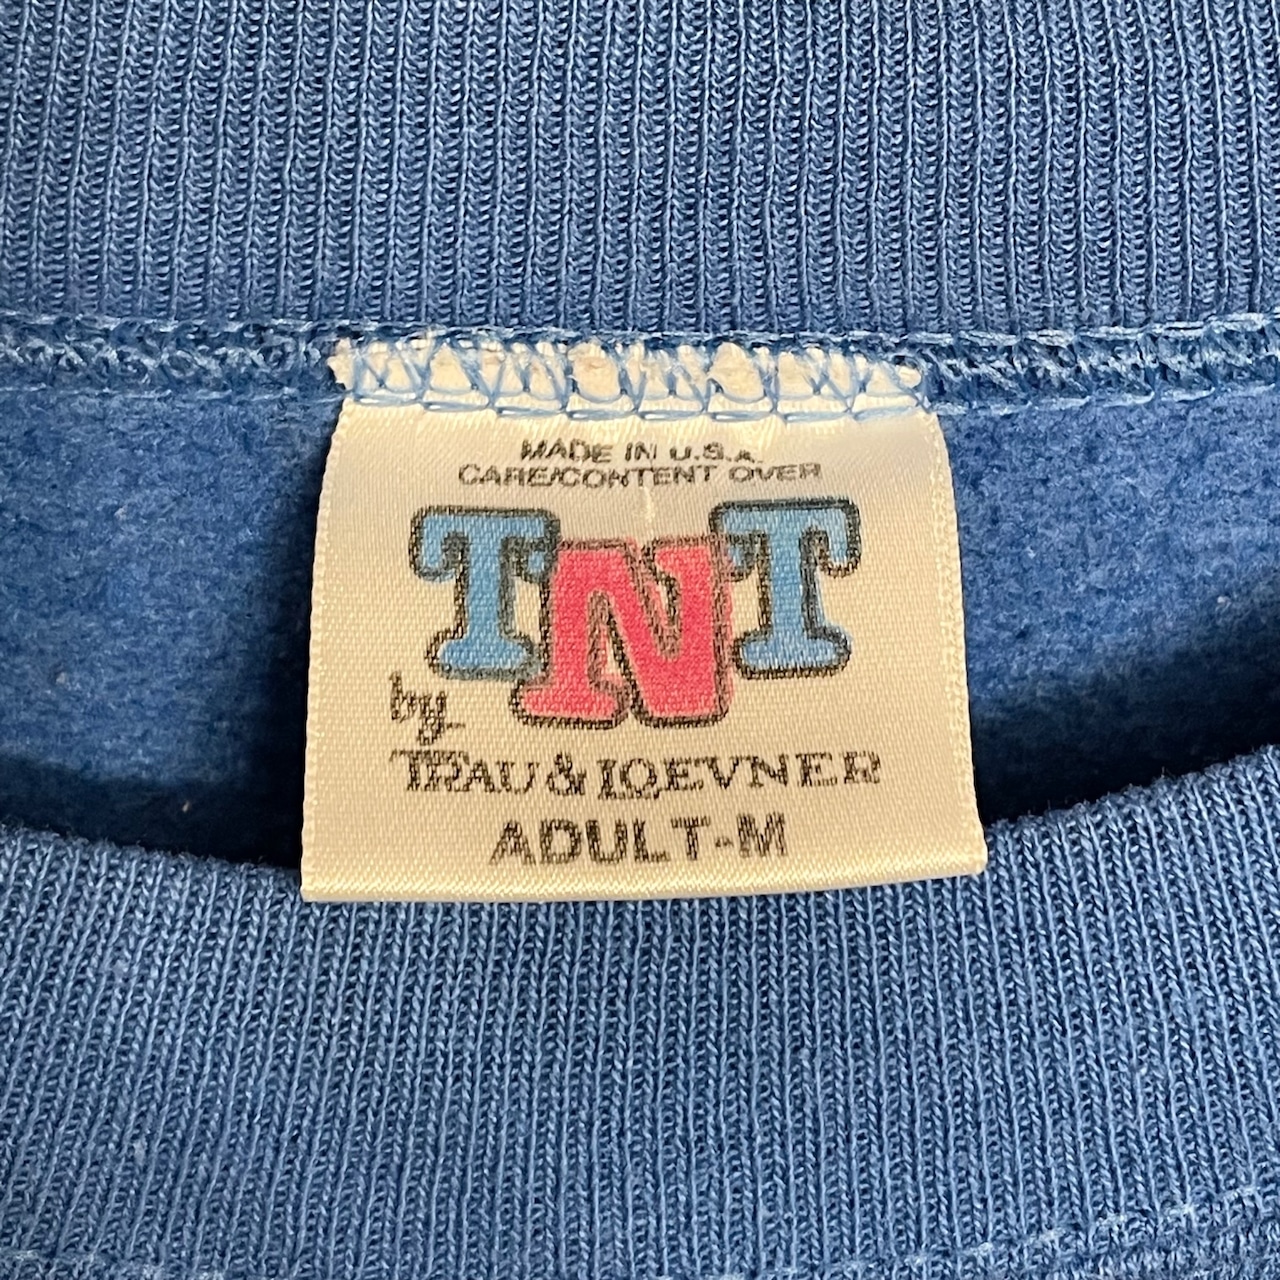 MADE IN U.S.A.
CARE/CONTENT OVER
TNT
by
TRAU & LOEVNER
ADULT-M